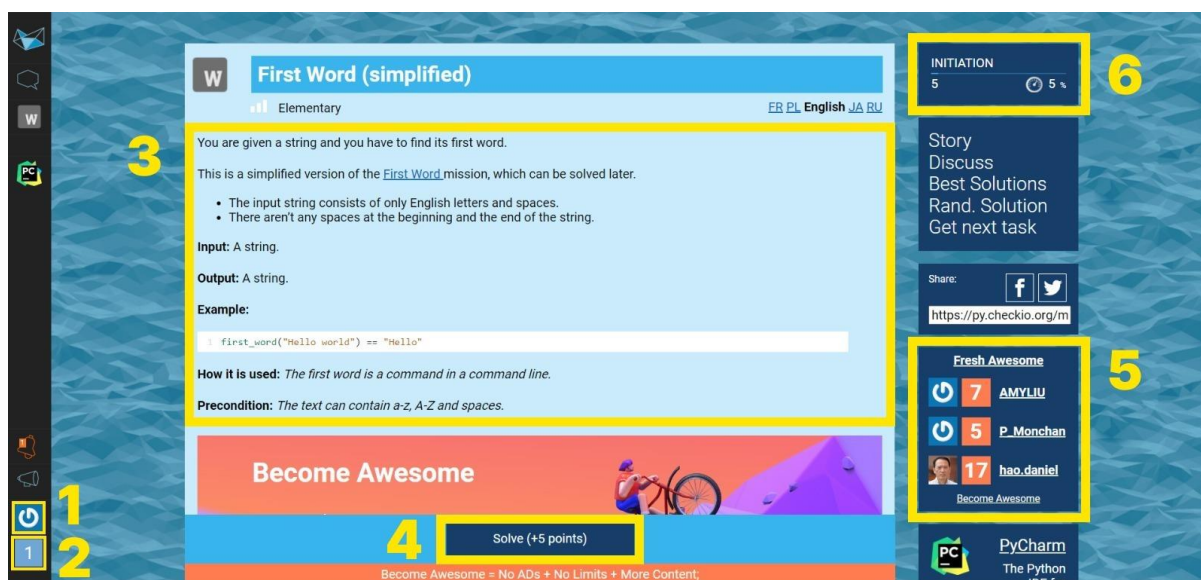 W
PC
1
2
3
4
5
6
W
First Word (simplified)
Elementary
FR PL English JA RU
You are given a string and you have to find its first word.
This is a simplified version of the First Word mission, which can be solved later.
• The input string consists of only English letters and spaces.
• There aren't any spaces at the beginning and the end of the string.
Input: A string.
Output: A string.
Example:
1 first_word("Hello world") == "Hello"
How it is used: The first word is a command in a command line.
Precondition: The text can contain a-z, A-Z and spaces.
Become Awesome
Solve (+5 points)
Become Awesome = No ADs + No Limits + More Content;
1
INITIATION
5 5 %
Story
Discuss
Best Solutions
Rand. Solution
Get next task
Share:
https://py.checkio.org/m
Fresh Awesome
7 AMYLIU
5 P_Monchan
17 hao.daniel
Become Awesome
PC
PyCharm
The Python